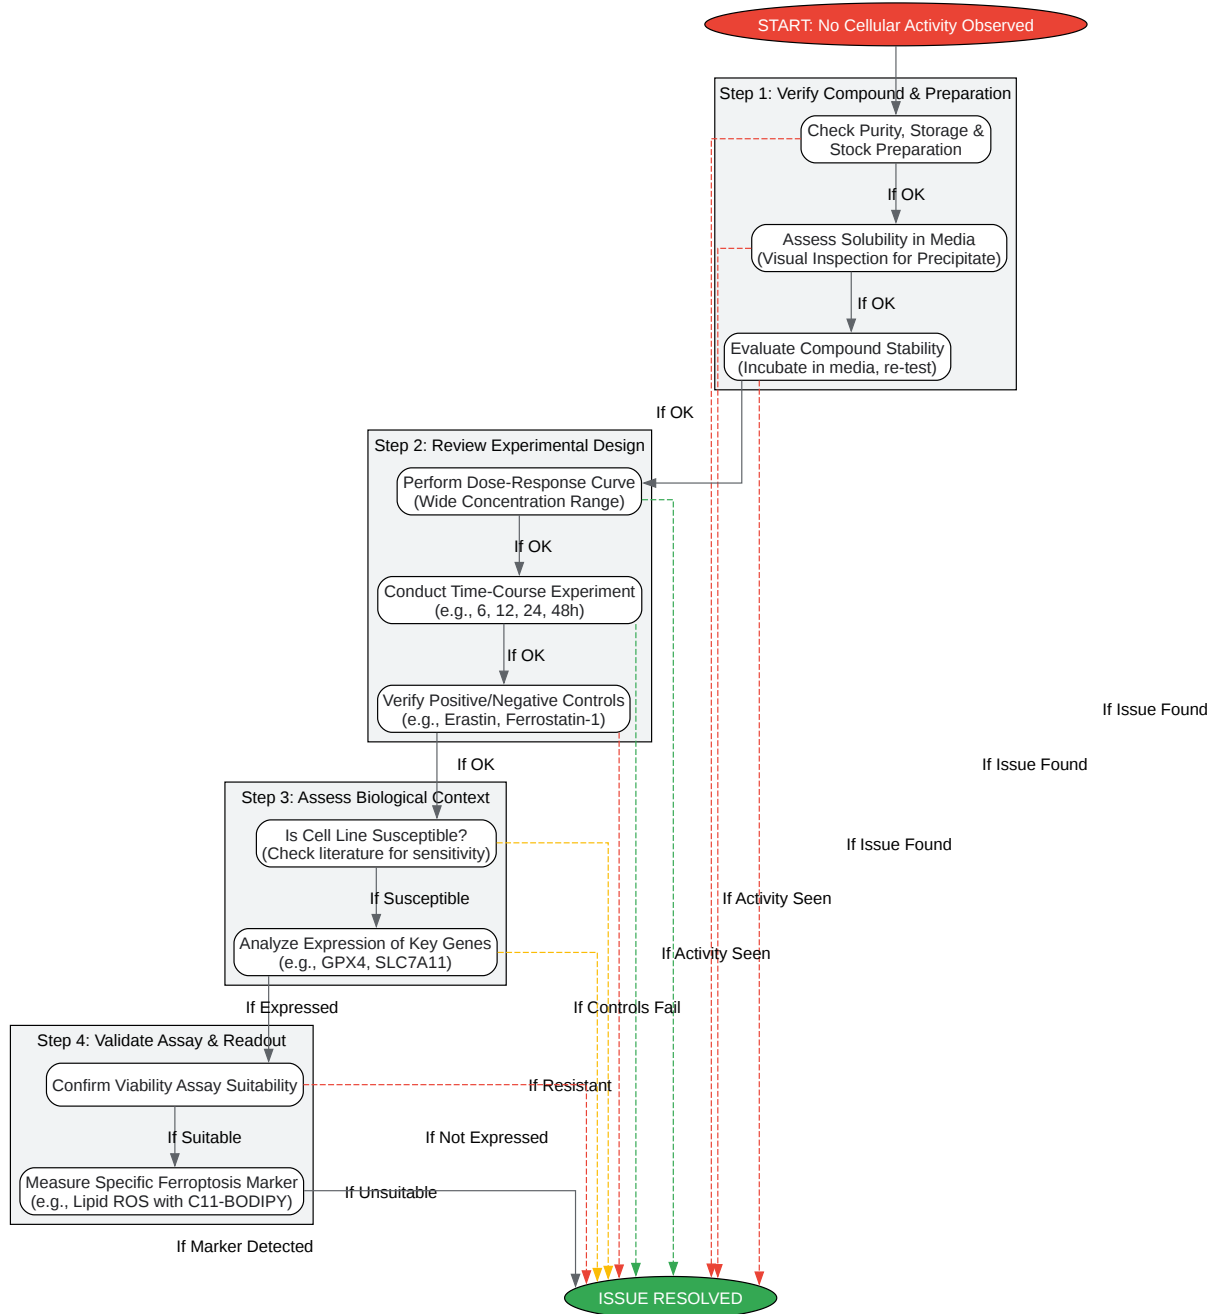 START: No Cellular Activity Observed
Step 1: Verify Compound & Preparation
Check Purity, Storage &
Stock Preparation
If OK
Assess Solubility in Media
(Visual Inspection for Precipitate)
If OK
Evaluate Compound Stability
(Incubate in media, re-test)
If OK
Step 2: Review Experimental Design
Perform Dose-Response Curve
(Wide Concentration Range)
If OK
Conduct Time-Course Experiment
(e.g., 6, 12, 24, 48h)
If OK
Verify Positive/Negative Controls
(e.g., Erastin, Ferrostatin-1)
If Issue Found
If OK
If Issue Found
Step 3: Assess Biological Context
Is Cell Line Susceptible?
(Check literature for sensitivity)
If Issue Found
If Susceptible
If Activity Seen
Analyze Expression of Key Genes
(e.g., GPX4, SLC7A11)
If Activity Seen
If Expressed
If Controls Fail
Step 4: Validate Assay & Readout
Confirm Viability Assay Suitability
If Resistant
If Suitable
If Not Expressed
Measure Specific Ferroptosis Marker
(e.g., Lipid ROS with C11-BODIPY)
If Unsuitable
If Marker Detected
ISSUE RESOLVED